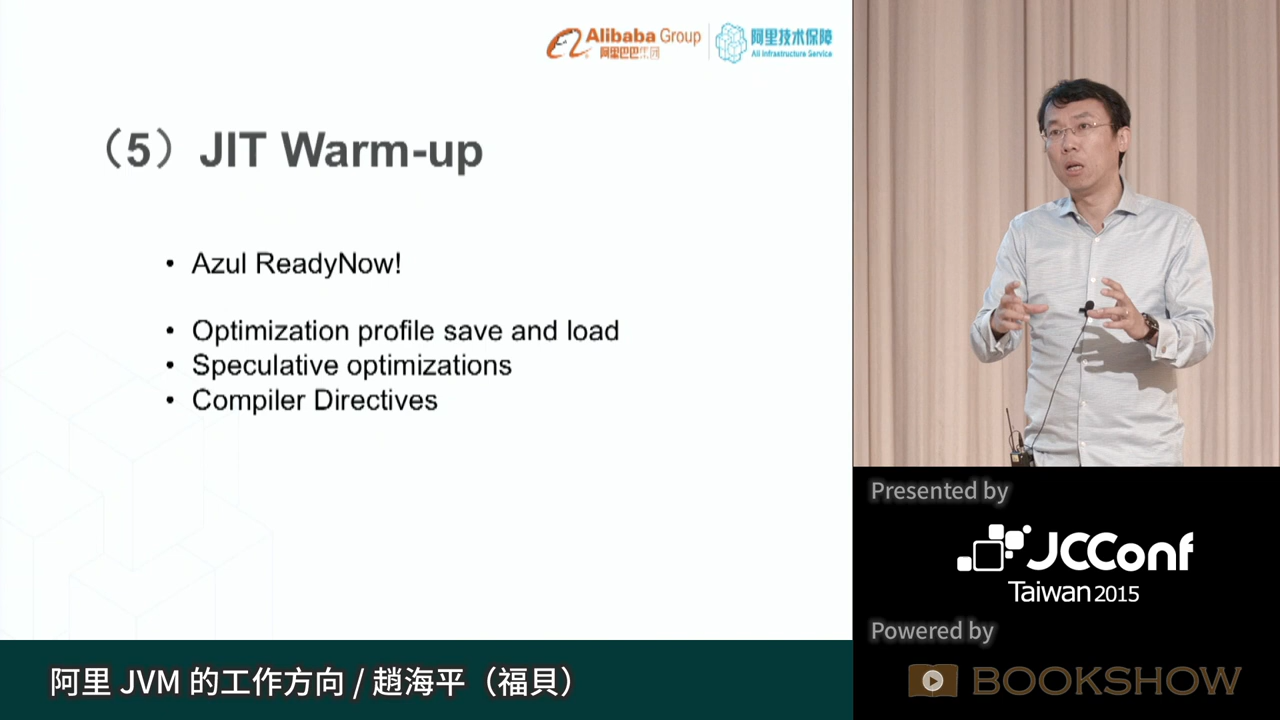 Alibaba Group
阿里巴巴集团
阿里技术保障
Ali Infrastructure Service
（5）JIT Warm-up
• Azul ReadyNow!
• Optimization profile save and load
• Speculative optimizations
• Compiler Directives
Presented by
JCConf
Taiwan 2015
Powered by
BOOKSHOW
阿里 JVM 的工作方向 / 趙海平（福貝）